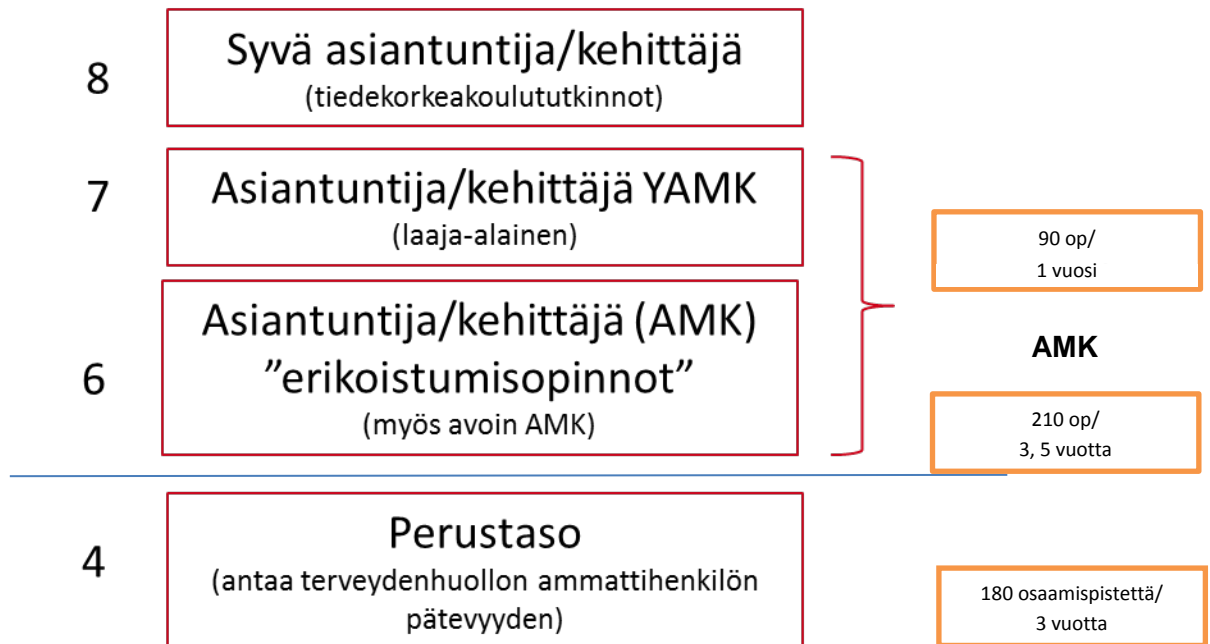 8
Syvä asiantuntija/kehittäjä
(tiedekorkeakoulututkinnot)
7
Asiantuntija/kehittäjä YAMK
(laaja-alainen)
90 op/
1 vuosi
6
Asiantuntija/kehittäjä (AMK)
”erikoistumisopinnot”
(myös avoin AMK)
AMK
210 op/
3, 5 vuotta
4
Perustaso
(antaa terveydenhuollon ammattihenkilön
pätevyyden)
180 osaamispistettä/
3 vuotta